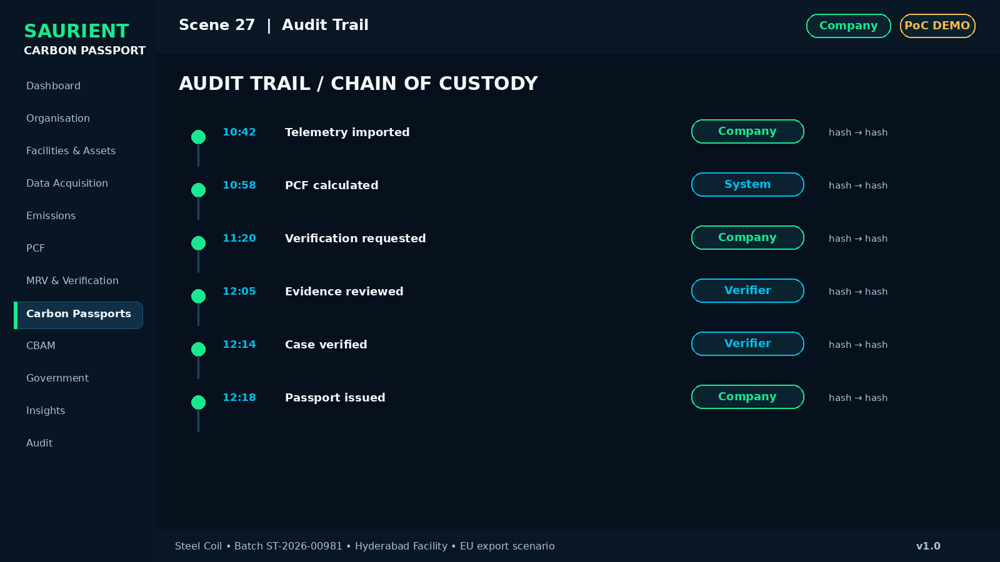 SAURIENT
CARBON PASSPORT
Dashboard
Organisation
Facilities & Assets
Data Acquisition
Emissions
PCF
MRV & Verification
Carbon Passports
CBAM
Government
Insights
Audit
Scene 27 | Audit Trail
Company
PoC DEMO
AUDIT TRAIL / CHAIN OF CUSTODY
10:42 Telemetry imported Company hash → hash
10:58 PCF calculated System hash → hash
11:20 Verification requested Company hash → hash
12:05 Evidence reviewed Verifier hash → hash
12:14 Case verified Verifier hash → hash
12:18 Passport issued Company hash → hash
Steel Coil • Batch ST-2026-00981 • Hyderabad Facility • EU export scenario
v1.0